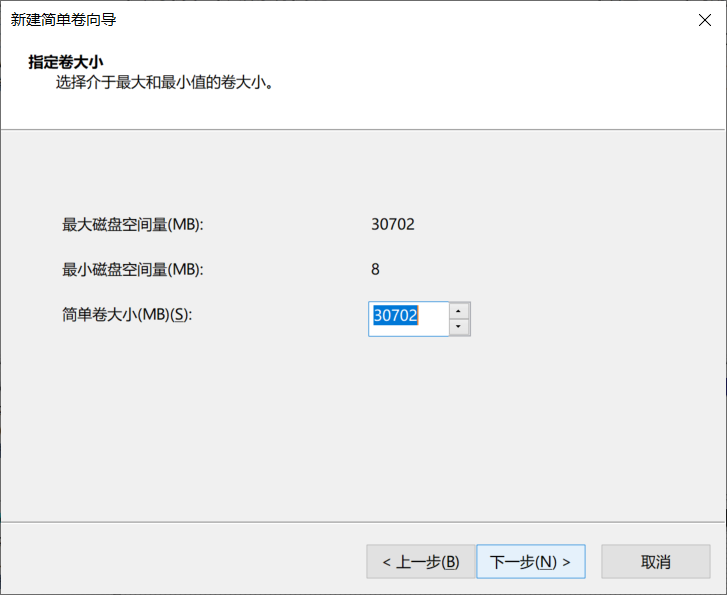 新建简单卷向导
指定卷大小
选择介于最大和最小值的卷大小。
最大磁盘空间量(MB): 30702
最小磁盘空间量(MB): 8
简单卷大小(MB)(S): 30702
< 上一步(B) 下一步(N) > 取消